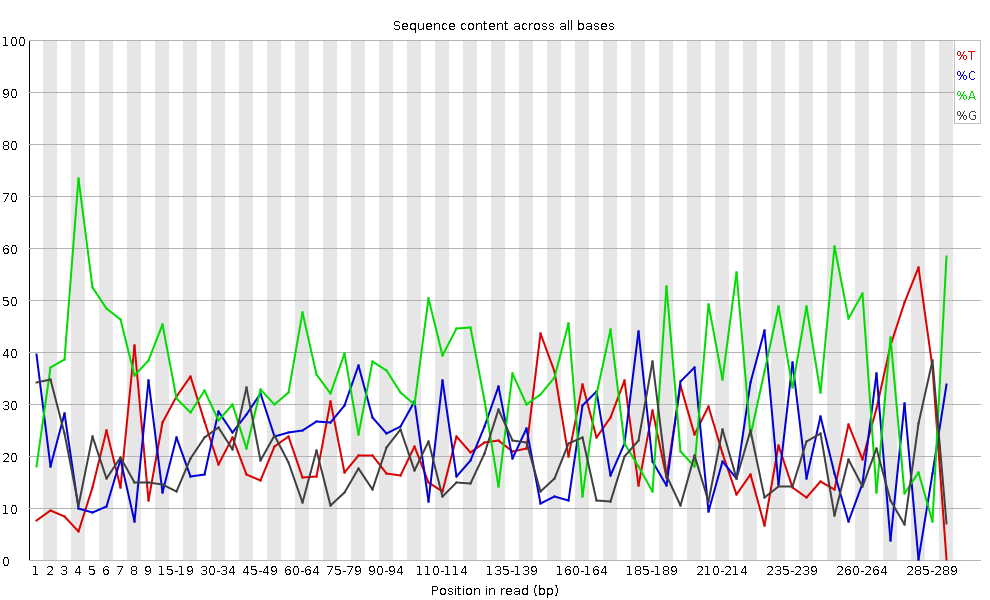 Sequence content across all bases
100
90
80
70
60
50
40
30
20
10
0
%T
%C
%A
%G
1 2 3 4 5 6 7 8 9 15-19 30-34 45-49 60-64 75-79 90-94 110-114 135-139 160-164 185-189 210-214 235-239 260-264 285-289
Position in read (bp)